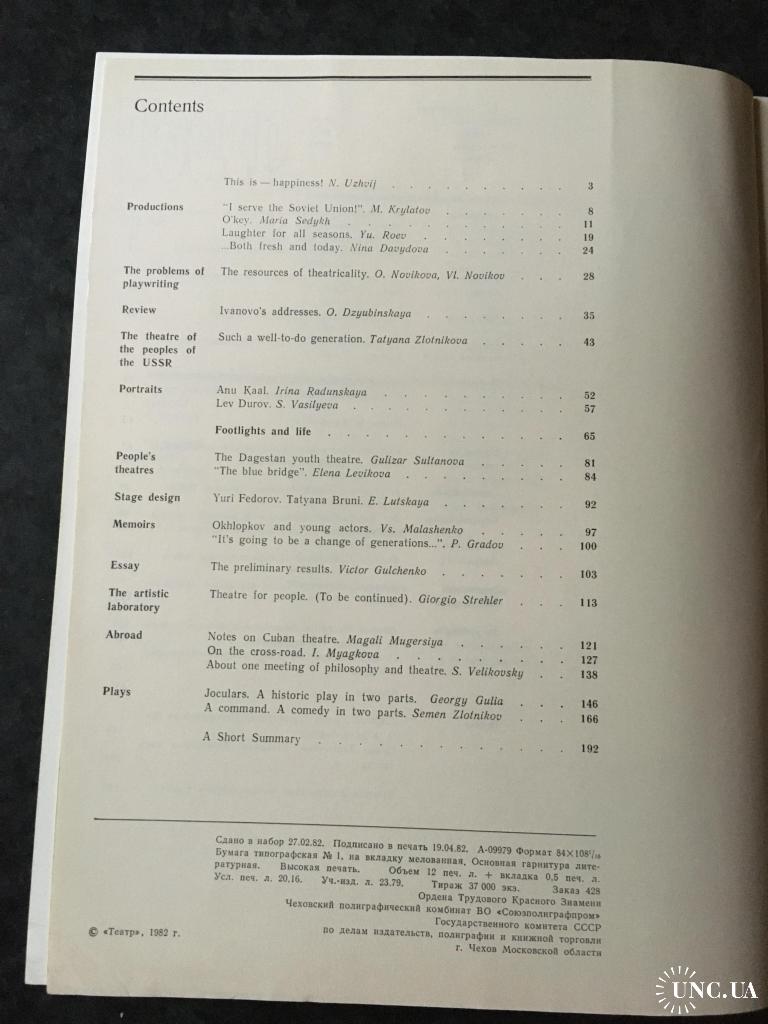 Contents
This is — happiness! N. Uzhvij . . . . . . . . . . 3
Productions "I serve the Soviet Union!". M. Krylatov . . . . . . . 8
O'key. Maria Sedykh . . . . . . . . . . . 11
Laughter for all seasons. Yu. Roev . . . . . . . . 19
...Both fresh and today. Nina Davydova . . . . . . . 24
The problems of The resources of theatricality. O. Novikova, Vl. Novikov . . . 28
playwriting
Review Ivanovo's addresses. O. Dzyubinskaya . . . . . . . 35
The theatre of Such a well-to-do generation. Tatyana Zlotnikova . . . . . 43
the peoples of
the USSR
Portraits Anu Kaal. Irina Radunskaya . . . . . . . . . . 52
Lev Durov. S. Vasilyeva . . . . . . . . . . . 57
Footlights and life . . . . . . . . . . . . 65
People's The Dagestan youth theatre. Gulizar Sultanova . . . . . 81
theatres "The blue bridge". Elena Levikova . . . . . . . . 84
Stage design Yuri Fedorov. Tatyana Bruni. E. Lutskaya . . . . . . . 92
Memoirs Okhlopkov and young actors. Vs. Malashenko . . . . . 97
"It's going to be a change of generations...". P. Gradov . . . 100
Essay The preliminary results. Victor Gulchenko . . . . . . . 103
The artistic Theatre for people. (To be continued). Giorgio Strehler . . . 113
laboratory
Abroad Notes on Cuban theatre. Magali Mugersiya . . . . . . 121
On the cross-road. I. Myagkova . . . . . . . . . 127
About one meeting of philosophy and theatre. S. Velikovsky . . 138
Plays Joculars. A historic play in two parts. Georgy Gulia . . . 146
A command. A comedy in two parts. Semen Zlotnikov . . . 166
A Short Summary . . . . . . . . . . . . . 192
Сдано в набор 27.02.82. Подписано в печать 19.04.82. А-09979 Формат 84×108¹/₁₆
Бумага типографская № 1, на вкладку мелованная. Основная гарнитура лите-
ратурная. Высокая печать. Объем 12 печ. л. + вкладка 0,5 печ. л.
Усл. печ. л. 20,16. Уч.-изд. л. 23.79. Тираж 37 000 экз. Заказ 428
Ордена Трудового Красного Знамени
Чеховский полиграфический комбинат ВО «Союзполиграфпром»
Государственного комитета СССР
по делам издательств, полиграфии и книжной торговли
г. Чехов Московской области
© «Театр», 1982 г.
UNC.UA